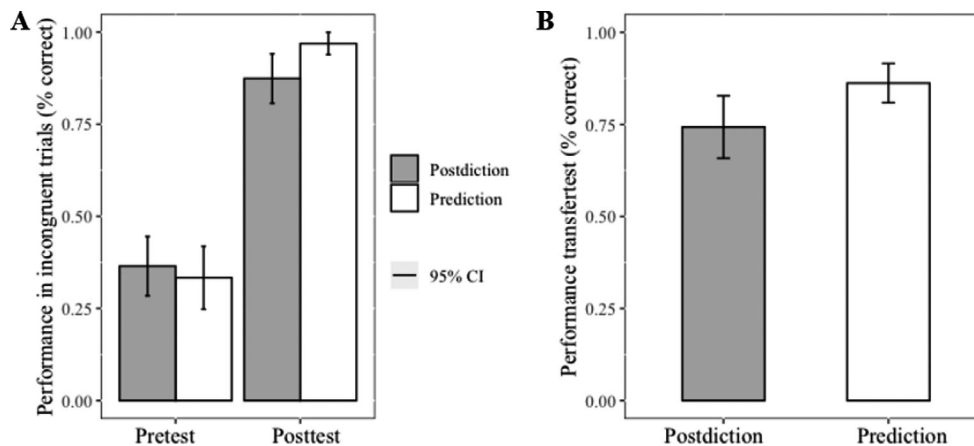 A
Performance in incongruent trials (% correct)
1.00
0.75
0.50
0.25
0.00
Pretest
Posttest
Postdiction
Prediction
95% CI
B
Performance transfertest (% correct)
1.00
0.75
0.50
0.25
0.00
Postdiction
Prediction